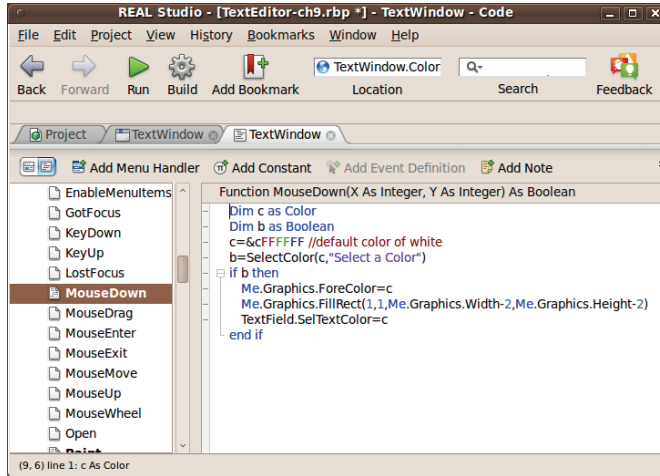 REAL Studio - [TextEditor-ch9.rbp *] - TextWindow - Code
File Edit Project View History Bookmarks Window Help
TextWindow.Color
Back Forward Run Build Add Bookmark Location Search Feedback
Project TextWindow TextWindow
Add Menu Handler Add Constant Add Event Definition Add Note
EnableMenuItems
GotFocus
KeyDown
KeyUp
LostFocus
MouseDown
MouseDrag
MouseEnter
MouseExit
MouseMove
MouseUp
MouseWheel
Open
Paint
Function MouseDown(X As Integer, Y As Integer) As Boolean
Dim c as Color
Dim b as Boolean
c=&cFFFFFF //default color of white
b=SelectColor(c,"Select a Color")
if b then
Me.Graphics.ForeColor=c
Me.Graphics.FillRect(1,1,Me.Graphics.Width-2,Me.Graphics.Height-2)
TextField.SelTextColor=c
end if
(9, 6) line 1: c As Color